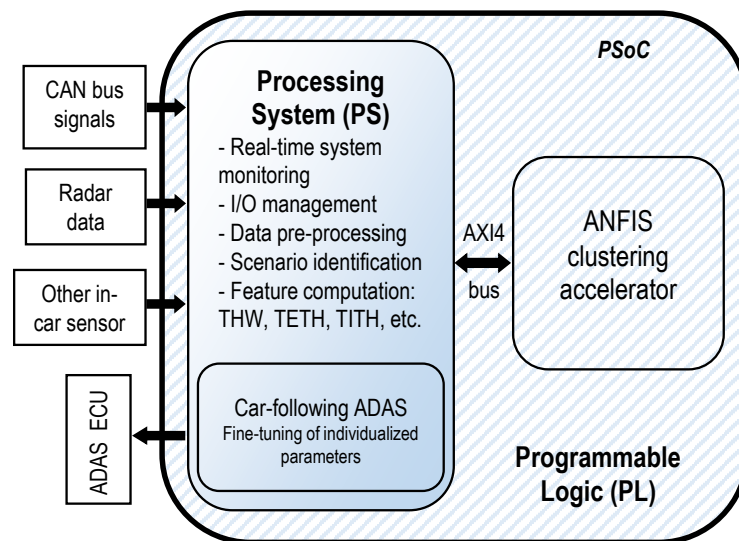 PSoC
CAN bus
signals
Radar
data
Other in-
car sensor
ADAS ECU
Processing
System (PS)
- Real-time system
monitoring
- I/O management
- Data pre-processing
- Scenario identification
- Feature computation:
THW, TETH, TITH, etc.
Car-following ADAS
Fine-tuning of individualized
parameters
AXI4
bus
ANFIS
clustering
accelerator
Programmable
Logic (PL)